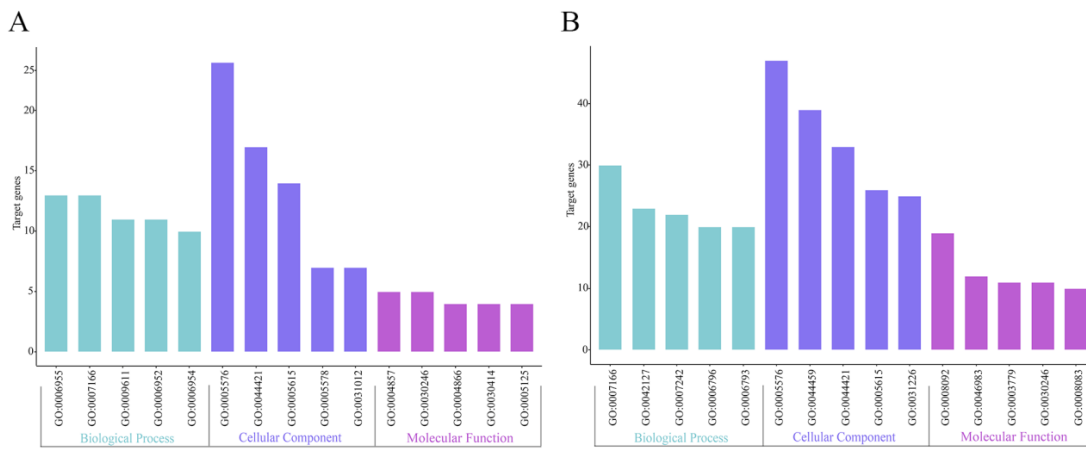 A
Target genes
25
20
15
10
5
0
GO:0006955
GO:0007166
GO:0009611
GO:0006952
GO:0006954
GO:0005576
GO:0044421
GO:0005615
GO:0005578
GO:0031012
GO:0004857
GO:0030246
GO:0004866
GO:0030414
GO:0005125
Biological Process
Cellular Component
Molecular Function
B
Target genes
40
30
20
10
0
GO:0007166
GO:0042127
GO:0007242
GO:0006796
GO:0006793
GO:0005576
GO:0044459
GO:0044421
GO:0005615
GO:0031226
GO:0008092
GO:0046983
GO:0003779
GO:0030246
GO:0008083
Biological Process
Cellular Component
Molecular Function